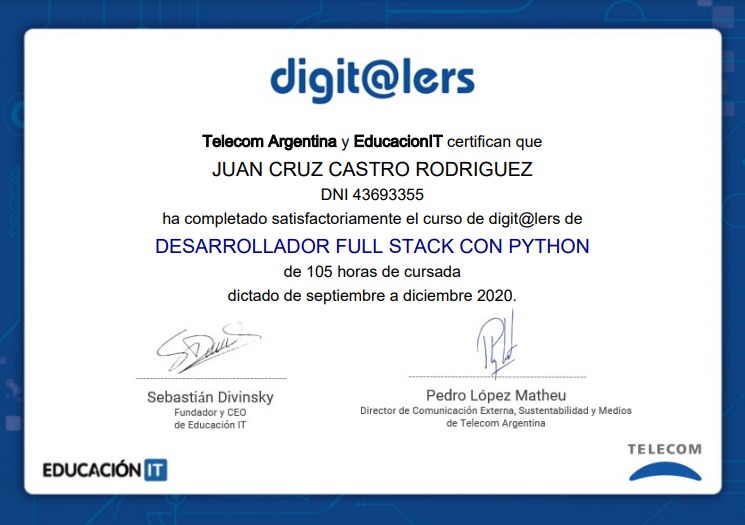 digit@lers
Telecom Argentina y EducacionIT certifican que
JUAN CRUZ CASTRO RODRIGUEZ
DNI 43693355
ha completado satisfactoriamente el curso de digit@lers de
DESARROLLADOR FULL STACK CON PYTHON
de 105 horas de cursada
dictado de septiembre a diciembre 2020.
Sebastián Divinsky
Fundador y CEO
de Educación IT
Pedro López Matheu
Director de Comunicación Externa, Sustentabilidad y Medios
de Telecom Argentina
EDUCACIÓN IT
TELECOM